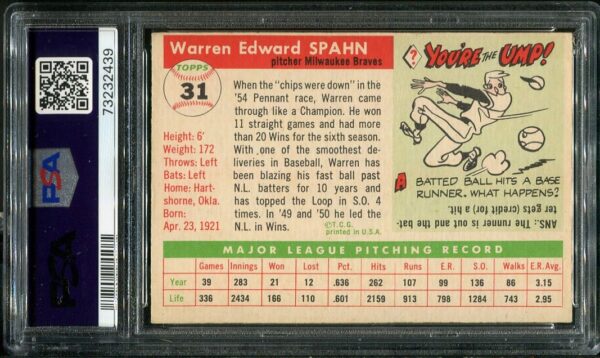 73232439
PSA
PSA
Warren Edward SPAHN
pitcher Milwaukee Braves
TOPPS
31
Height: 6'
Weight: 172
Throws: Left
Bats: Left
Home: Hart-
shorne, Okla.
Born:
Apr. 23, 1921
When the "chips were down" in the
'54 Pennant race, Warren came
through like a Champion. He won
11 straight games and had more
than 20 Wins for the sixth season.
With one of the smoothest de-
liveries in Baseball, Warren has
been blazing his fast ball past
N.L. batters for 10 years and
has topped the Loop in S.O. 4
times. In '49 and '50 he led the
N.L. in Wins.
©T.C.G.
printed in U.S.A.
? YOU'RE THE UMP!
A BATTED BALL HITS A BASE
RUNNER. WHAT HAPPENS?
ANS.: The runner is out and the bat-
ter gets (credit for a) hit.
MAJOR LEAGUE PITCHING RECORD
Games Innings Won Lost Pct. Hits Runs E.R. S.O. Walks E.R.Avg.
Year 39 283 21 12 .636 262 107 99 136 86 3.15
Life 336 2434 166 110 .601 2159 913 798 1284 743 2.95